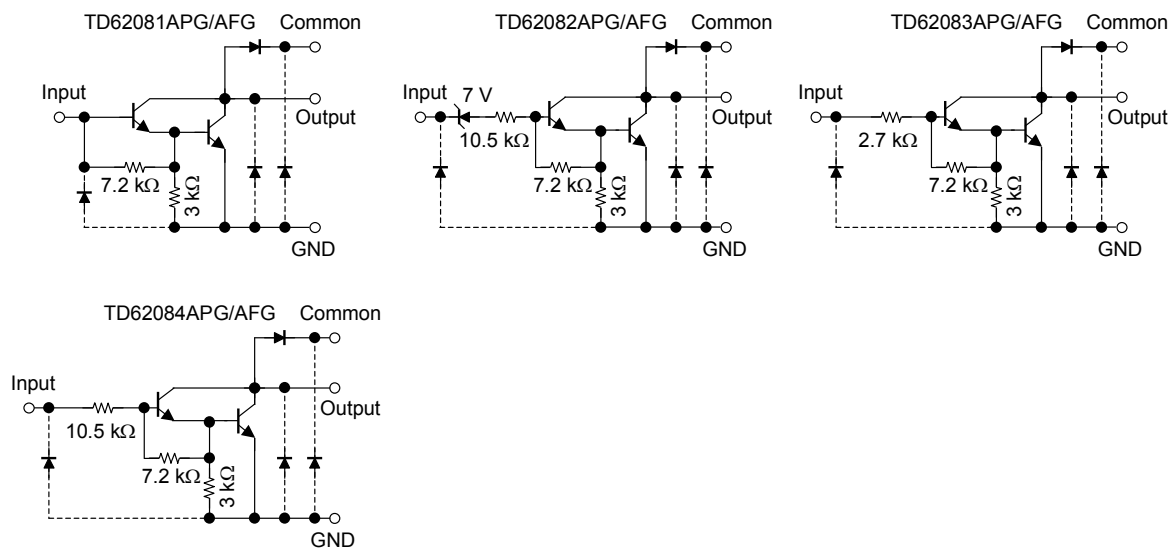 TD62081APG/AFG Common
Input
Output
7.2 kΩ
3 kΩ
GND
TD62082APG/AFG Common
Input
7 V
Output
10.5 kΩ
7.2 kΩ
3 kΩ
GND
TD62083APG/AFG Common
Input
Output
2.7 kΩ
7.2 kΩ
3 kΩ
GND
TD62084APG/AFG Common
Input
Output
10.5 kΩ
7.2 kΩ
3 kΩ
GND